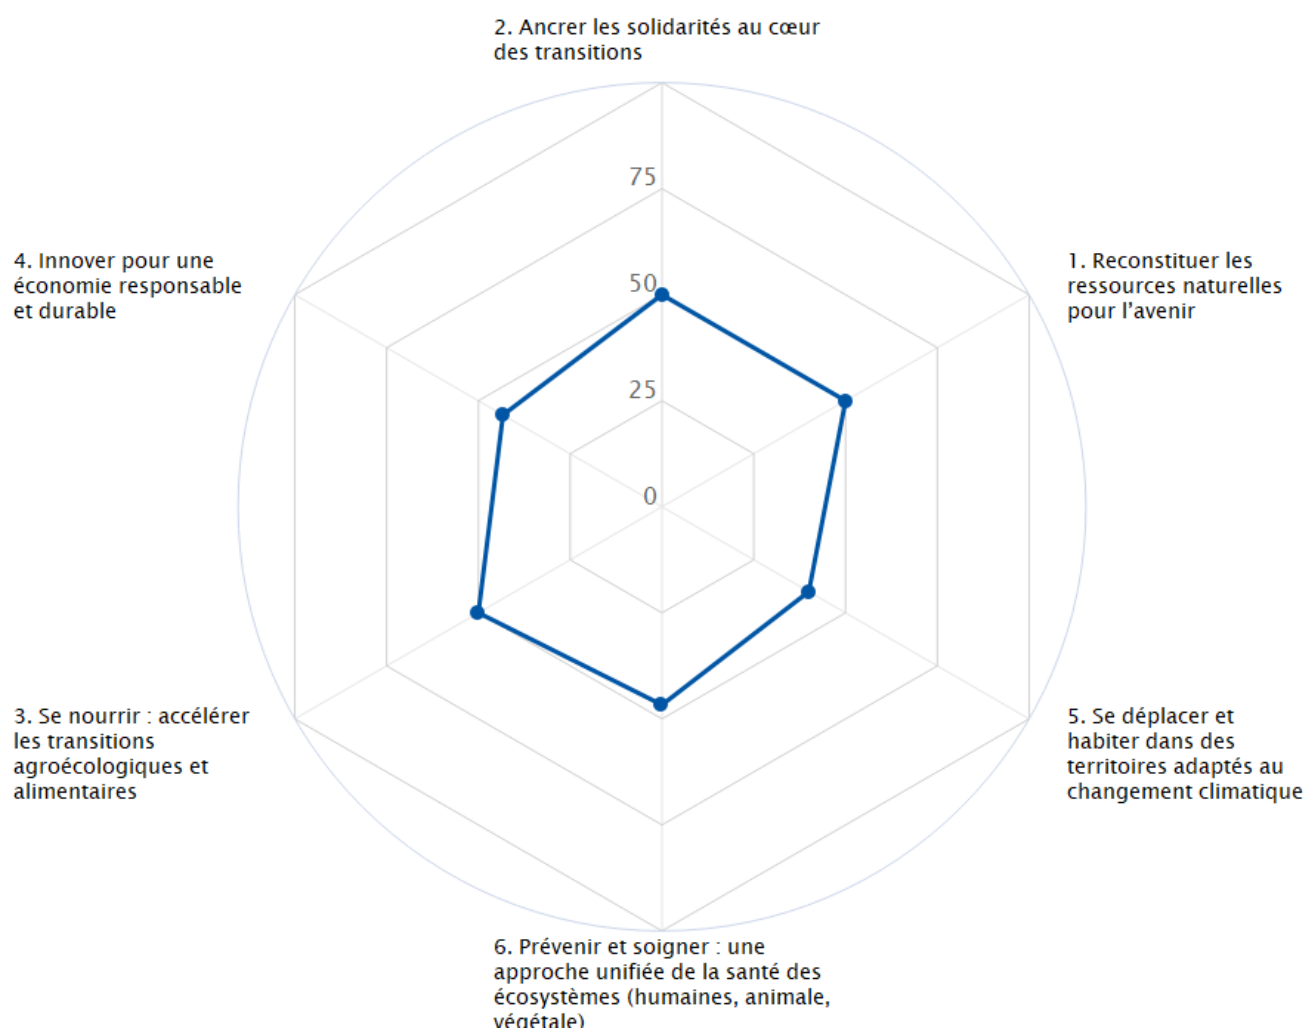 2. Ancrer les solidarités au cœur
des transitions
75
4. Innover pour une
économie responsable
et durable
1. Reconstituer les
ressources naturelles
pour l’avenir
50
25
0
3. Se nourrir : accélérer
les transitions
agroécologiques et
alimentaires
5. Se déplacer et
habiter dans des
territoires adaptés au
changement climatique
6. Prévenir et soigner : une
approche unifiée de la santé des
écosystèmes (humaines, animale,
végétale)